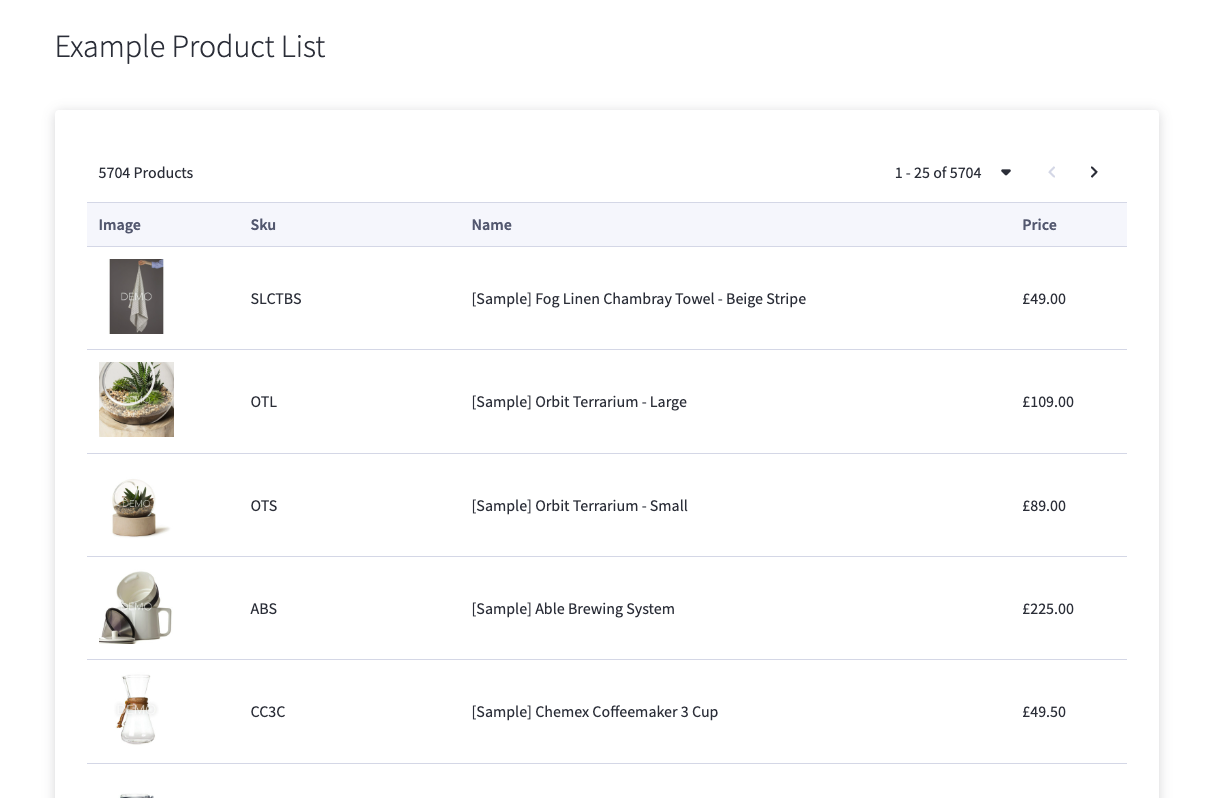 Example Product List
5704 Products
1 - 25 of 5704
Image Sku Name Price
DEMO
SLCTBS [Sample] Fog Linen Chambray Towel - Beige Stripe £49.00
OTL [Sample] Orbit Terrarium - Large £109.00
DEMO
OTS [Sample] Orbit Terrarium - Small £89.00
DEMO
ABS [Sample] Able Brewing System £225.00
DEMO
CC3C [Sample] Chemex Coffeemaker 3 Cup £49.50